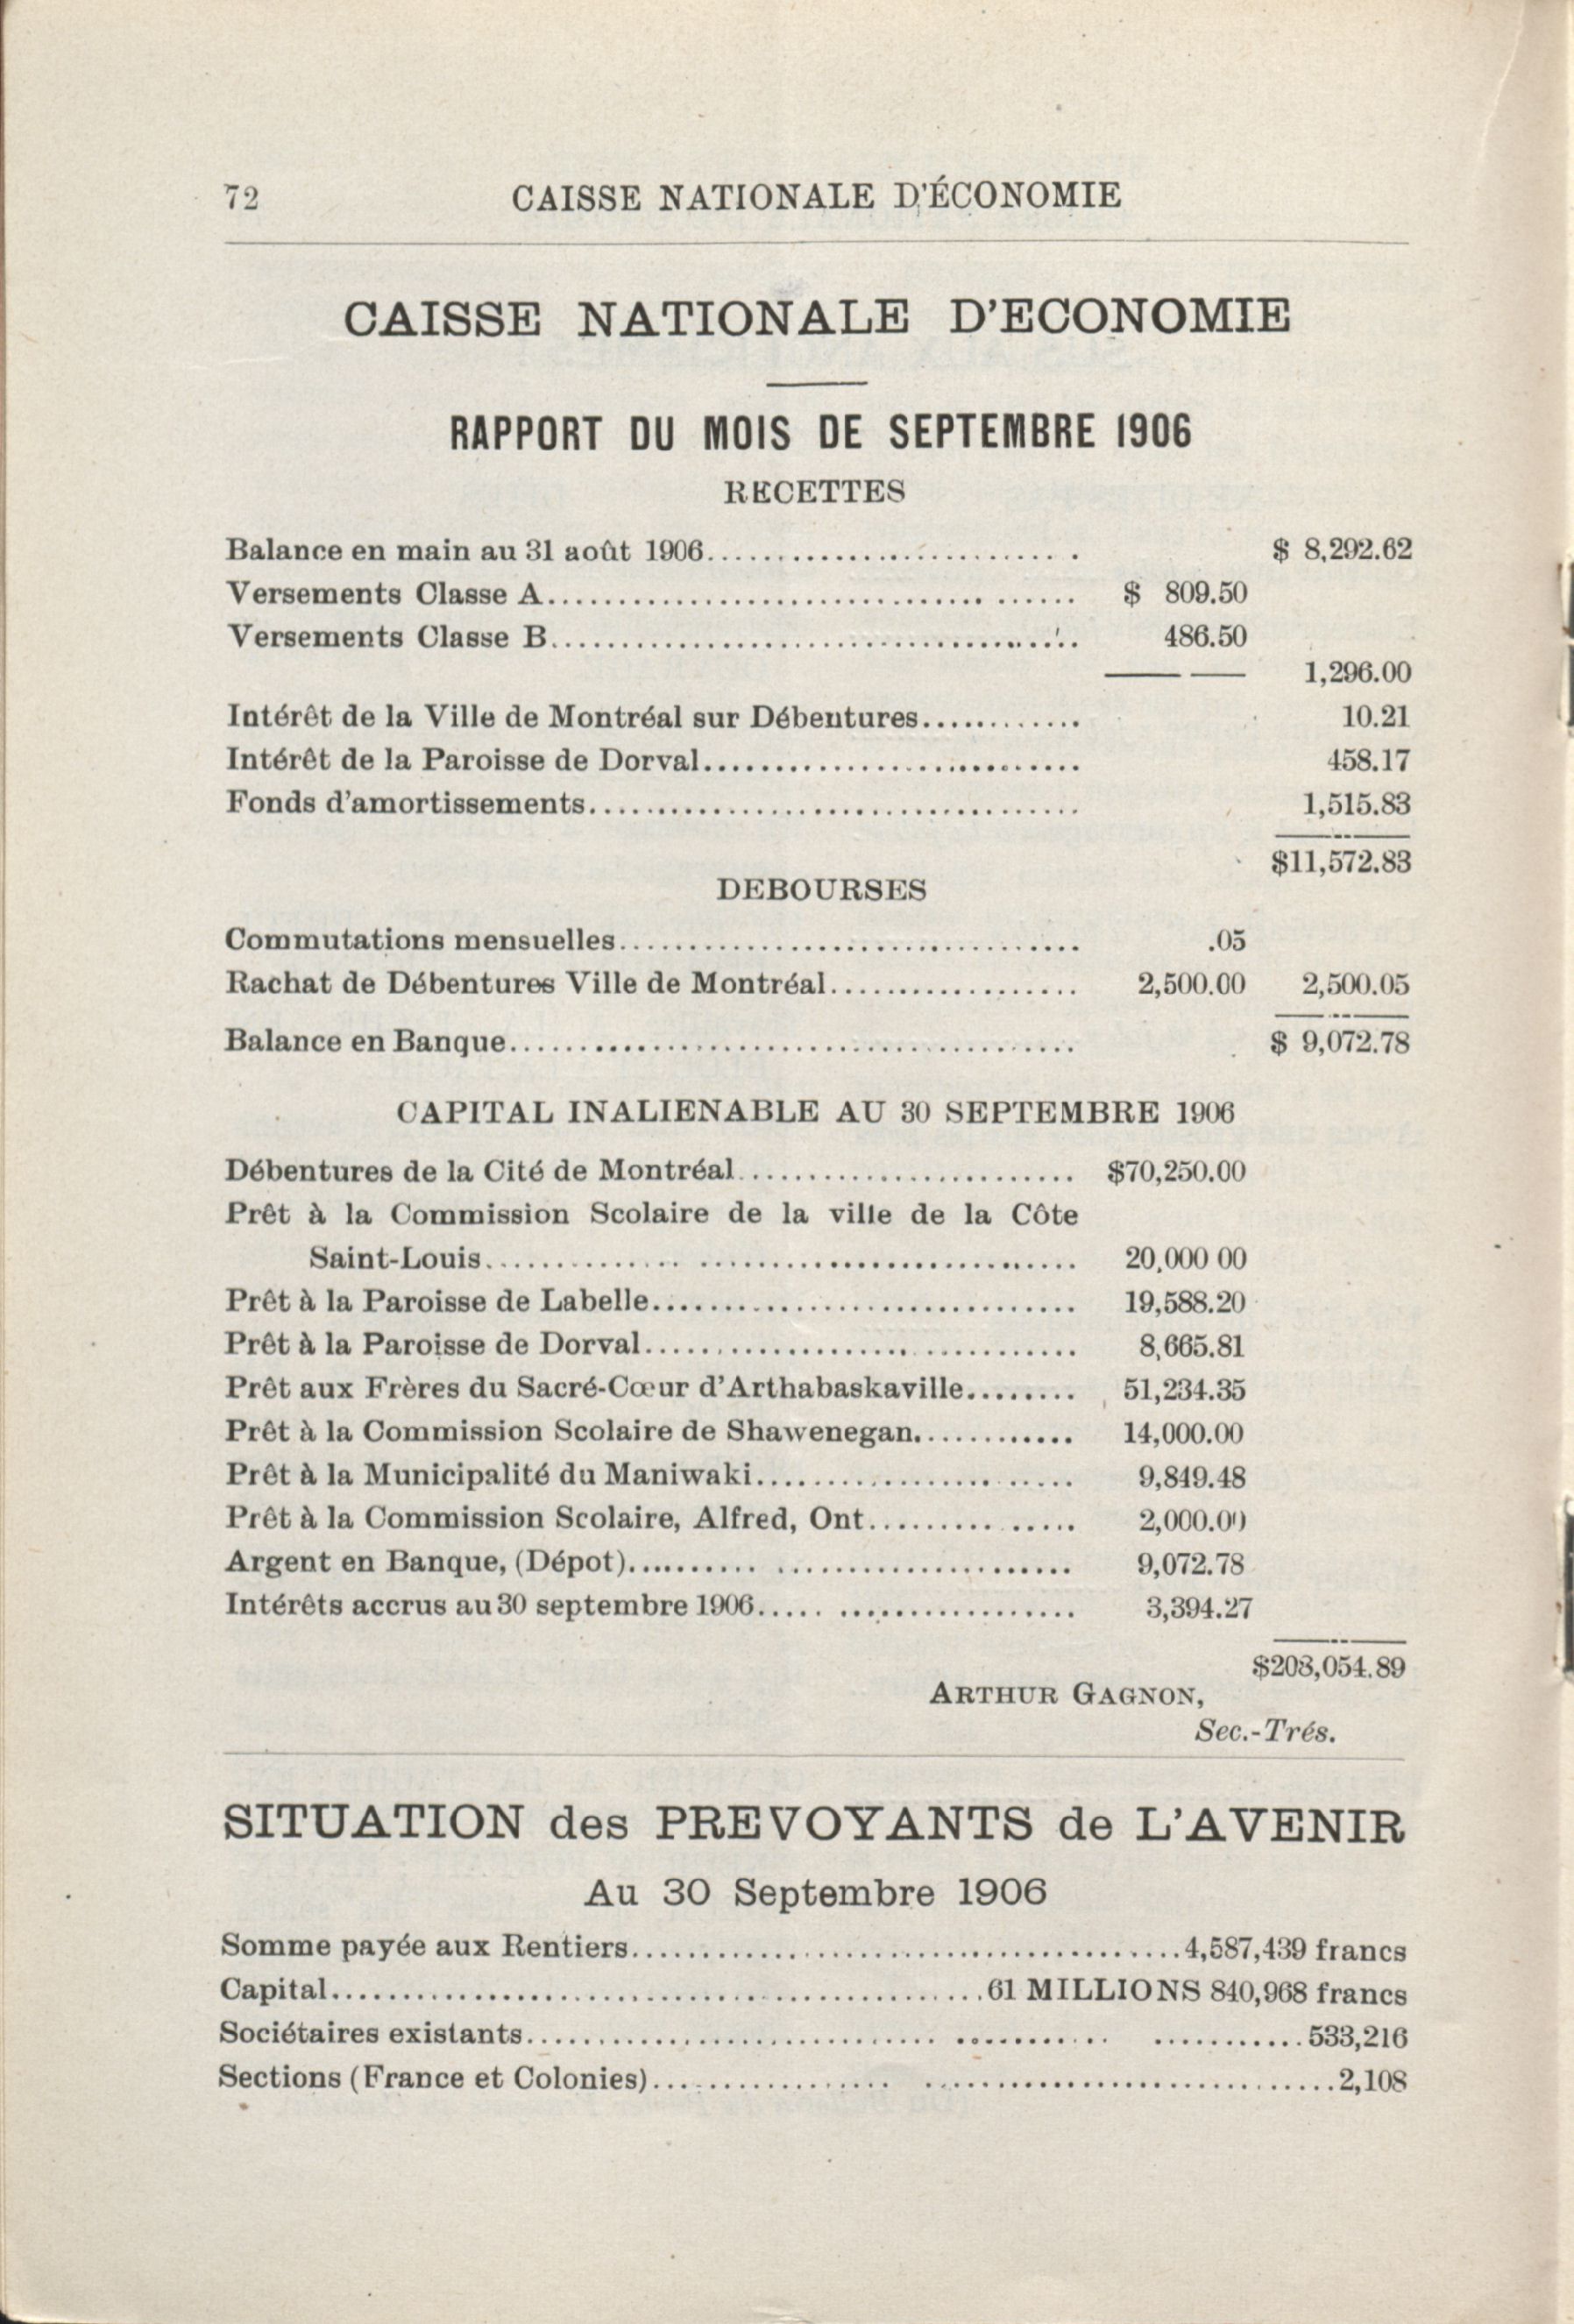 72 CAISSE NATIONALE D'ÉCONOMIE
CAISSE NATIONALE D'ECONOMIE
RAPPORT DU MOIS DE SEPTEMBRE 1906
RECETTES
Balance en main au 31 août 1906........................... $ 8,292.62
Versements Classe A..................................... $ 809.50
Versements Classe B..................................... 486.50
1,296.00
Intérêt de la Ville de Montréal sur Débentures............ 10.21
Intérêt de la Paroisse de Dorval........................... 458.17
Fonds d'amortissements................................... 1,515.83
$11,572.83
DEBOURSES
Commutations mensuelles................................. .05
Rachat de Débentures Ville de Montréal.................. 2,500.00 2,500.05
Balance en Banque........................................ $ 9,072.78
CAPITAL INALIENABLE AU 30 SEPTEMBRE 1906
Débentures de la Cité de Montréal........................ $70,250.00
Prêt à la Commission Scolaire de la ville de la Côte
Saint-Louis.............. ........................... 20,000 00
Prêt à la Paroisse de Labelle.............................. 19,588.20
Prêt à la Paroisse de Dorval............................... 8,665.81
Prêt aux Frères du Sacré-Cœur d'Arthabaskaville........ 51,234.35
Prêt à la Commission Scolaire de Shawenegan............ 14,000.00
Prêt à la Municipalité du Maniwaki...................... 9,849.48
Prêt à la Commission Scolaire, Alfred, Ont.............. 2,000.00
Argent en Banque, (Dépot).......... ..................... 9,072.78
Intérêts accrus au 30 septembre 1906..... ................. 3,394.27
$208,054.89
ARTHUR GAGNON,
Sec.-Trés.
SITUATION des PREVOYANTS de L'AVENIR
Au 30 Septembre 1906
Somme payée aux Rentiers.......................................4,587,439 francs
Capital..............................................61 MILLIONS 840,968 francs
Sociétaires existants............................. ........... ...........533,216
Sections (France et Colonies)................. .............................2,108